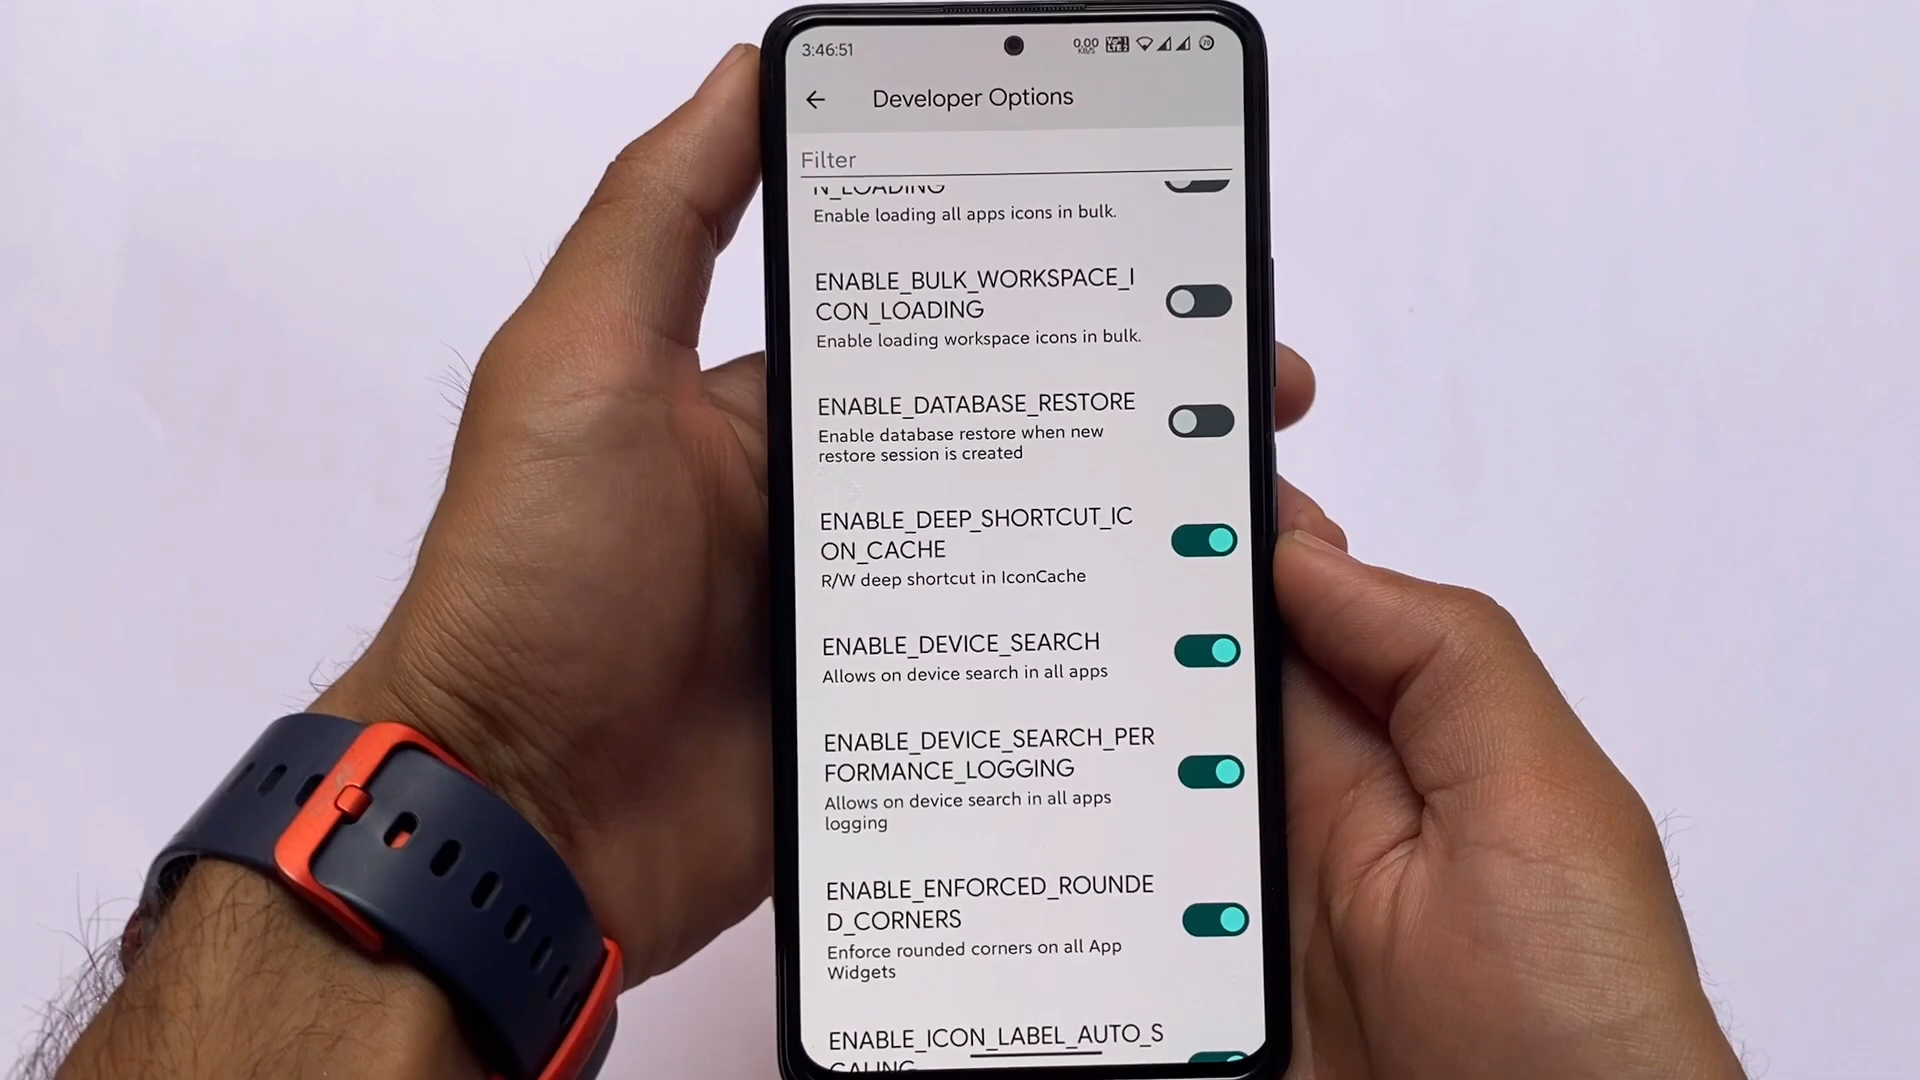 3:46:51
0.00
KB/S
Developer Options
Filter
N_LOADING
Enable loading all apps icons in bulk.
ENABLE_BULK_WORKSPACE_I
CON_LOADING
Enable loading workspace icons in bulk.
ENABLE_DATABASE_RESTORE
Enable database restore when new
restore session is created
ENABLE_DEEP_SHORTCUT_IC
ON_CACHE
R/W deep shortcut in IconCache
ENABLE_DEVICE_SEARCH
Allows on device search in all apps
ENABLE_DEVICE_SEARCH_PER
FORMANCE_LOGGING
Allows on device search in all apps
logging
ENABLE_ENFORCED_ROUNDE
D_CORNERS
Enforce rounded corners on all App
Widgets
ENABLE_ICON_LABEL_AUTO_S
CALING